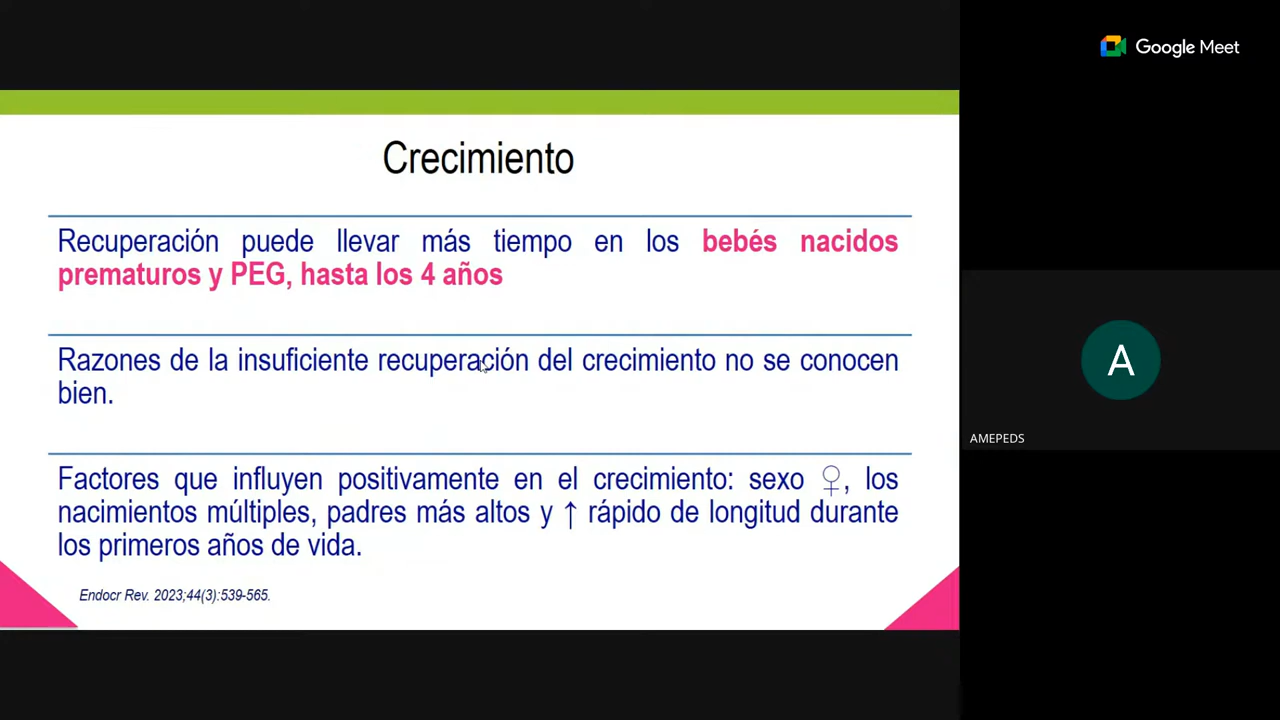 Google Meet
Crecimiento
Recuperación puede llevar más tiempo en los bebés nacidos
prematuros y PEG, hasta los 4 años
Razones de la insuficiente recuperación del crecimiento no se conocen
bien.
Factores que influyen positivamente en el crecimiento: sexo ♀, los
nacimientos múltiples, padres más altos y ↑ rápido de longitud durante
los primeros años de vida.
Endocr Rev. 2023;44(3):539-565.
A
AMEPEDS